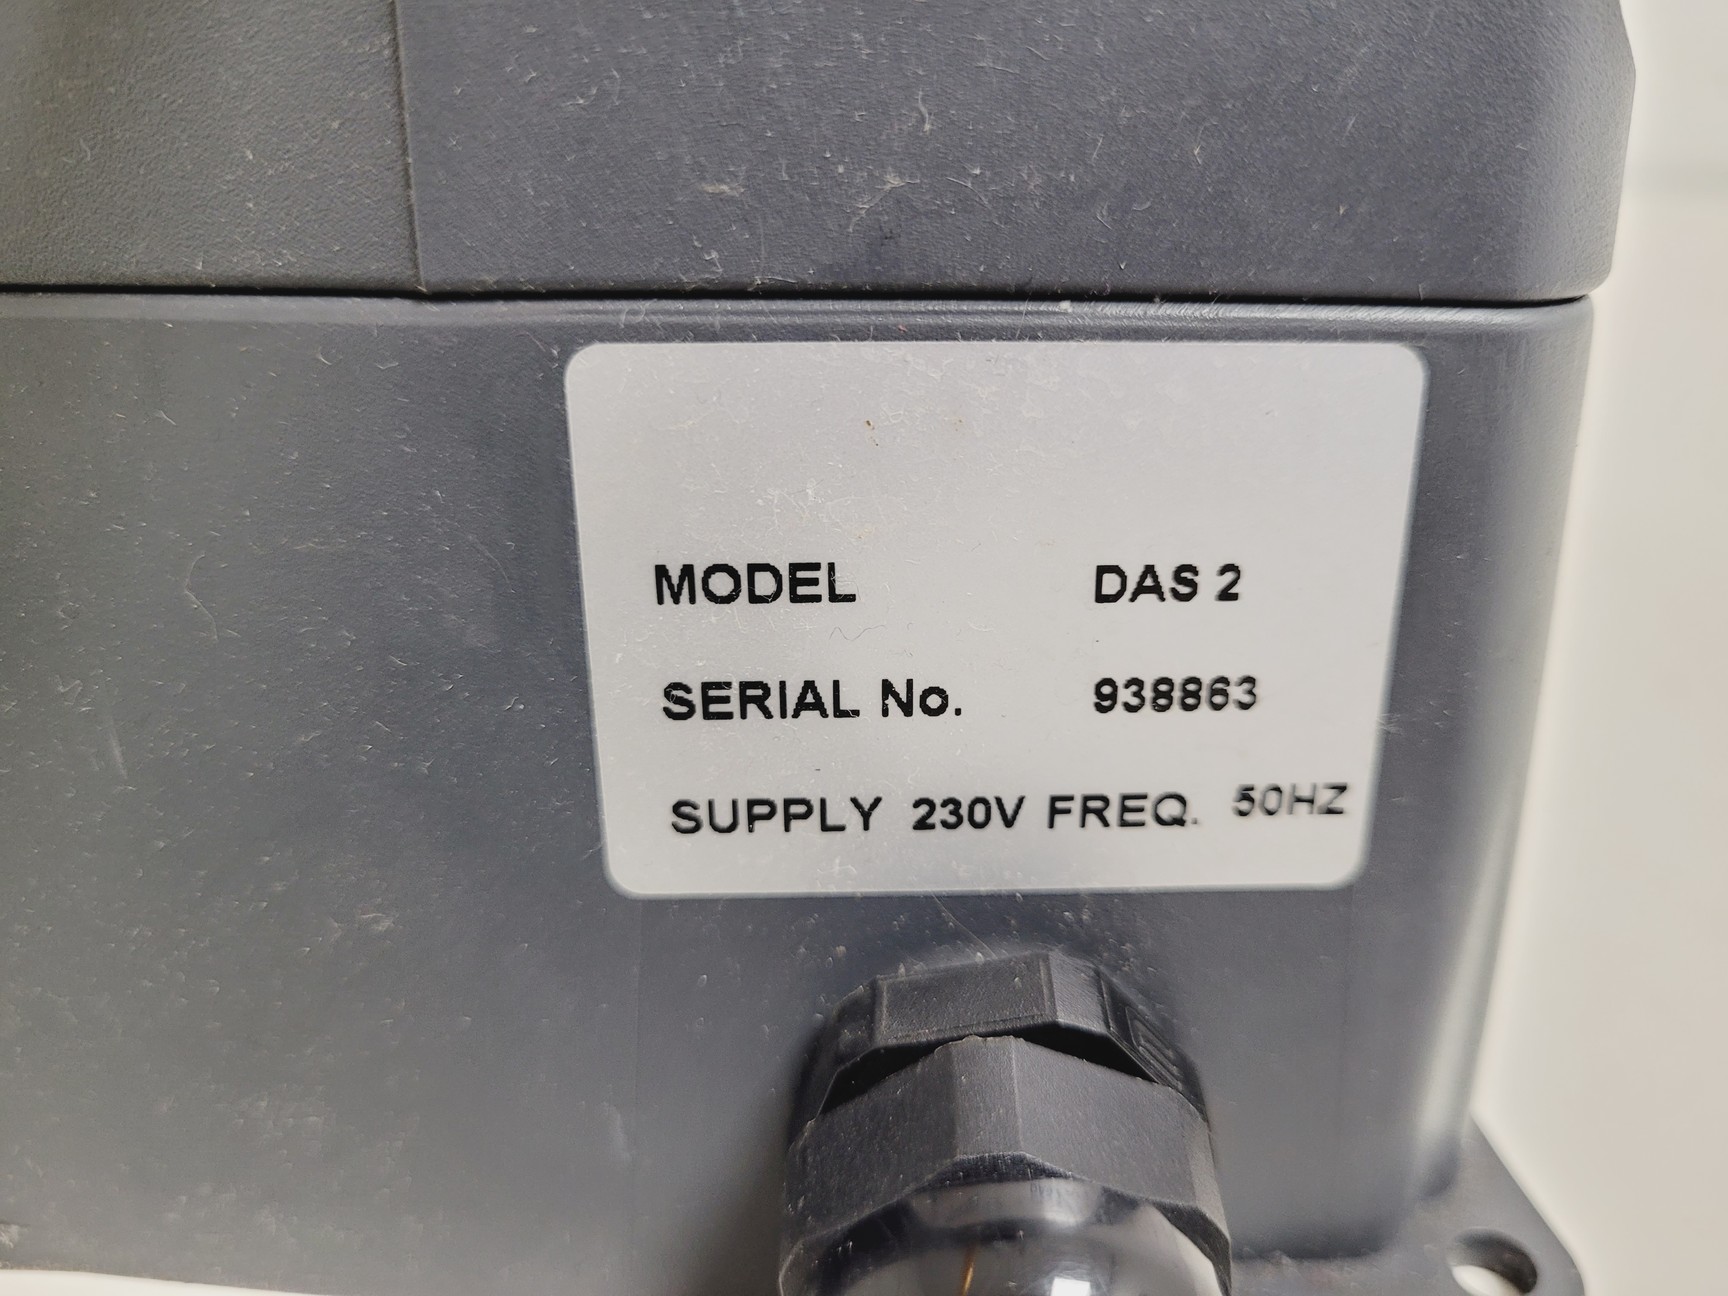 MODEL DAS 2
SERIAL No. 938863
SUPPLY 230V FREQ. 50HZ